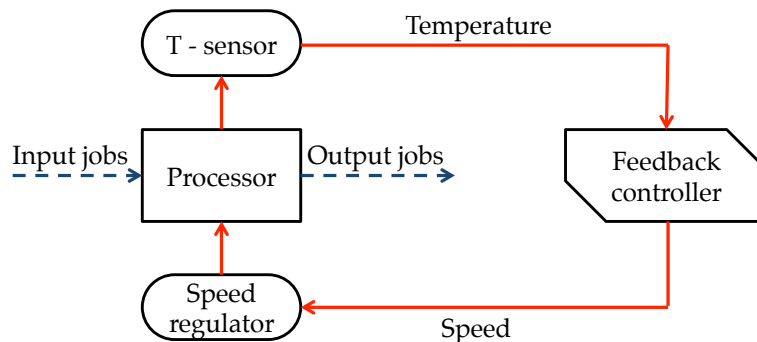 T - sensor
Temperature
Input jobs
Processor
Output jobs
Feedback
controller
Speed
regulator
Speed